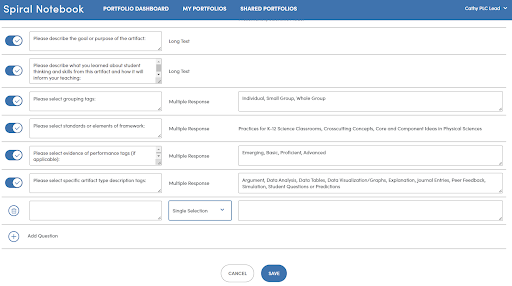 Spiral Notebook PORTFOLIO DASHBOARD MY PORTFOLIOS SHARED PORTFOLIOS Cathy PLC Lead
Please describe the goal or purpose of the artifact: Long Text
Please describe what you learned about student
thinking and skills from this artifact and how it will
inform your teaching: Long Text
Please select grouping tags: Multiple Response Individual, Small Group, Whole Group
Please select standards or elements of framework: Multiple Response Practices for K-12 Science Classrooms, Crosscutting Concepts, Core and Component Ideas in Physical Sciences
Please select evidence of performance tags (if
applicable): Multiple Response Emerging, Basic, Proficient, Advanced
Please select specific artifact type description tags: Multiple Response Argument, Data Analysis, Data Tables, Data Visualization/Graphs, Explanation, Journal Entries, Peer Feedback,
Simulation, Student Questions or Predictions
Single Selection
Add Question
CANCEL SAVE